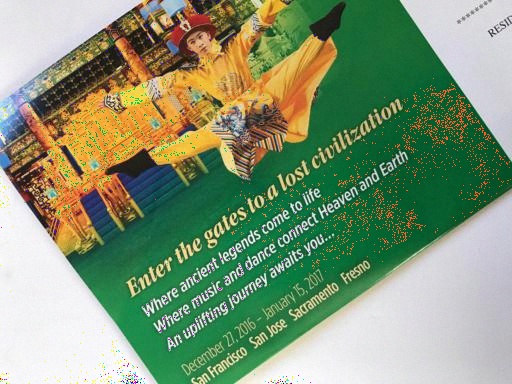 ********
RESID
Enter the gates to a lost civilization
Where ancient legends come to life
Where music and dance connect Heaven and Earth
An uplifting journey awaits you...
December 27, 2016 – January 15, 2017
San Francisco San Jose Sacramento Fresno